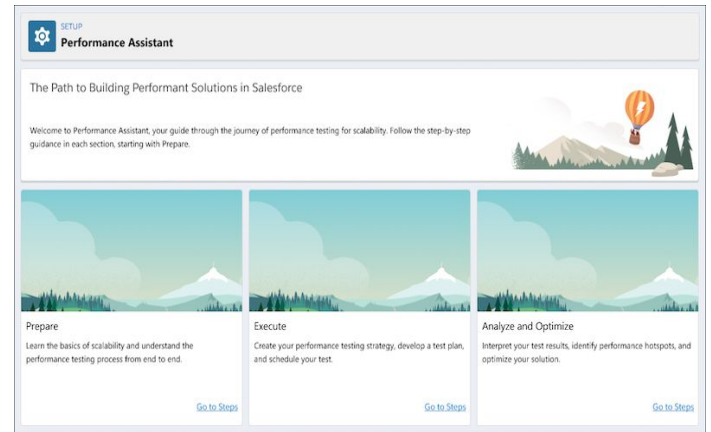 SETUP
Performance Assistant
The Path to Building Performant Solutions in Salesforce
Welcome to Performance Assistant, your guide through the journey of performance testing for scalability. Follow the step-by-step
guidance in each section, starting with Prepare.
Prepare
Learn the basics of scalability and understand the
performance testing process from end to end.
Go to Steps
Execute
Create your performance testing strategy, develop a test plan,
and schedule your test.
Go to Steps
Analyze and Optimize
Interpret your test results, identify performance hotspots, and
optimize your solution.
Go to Steps